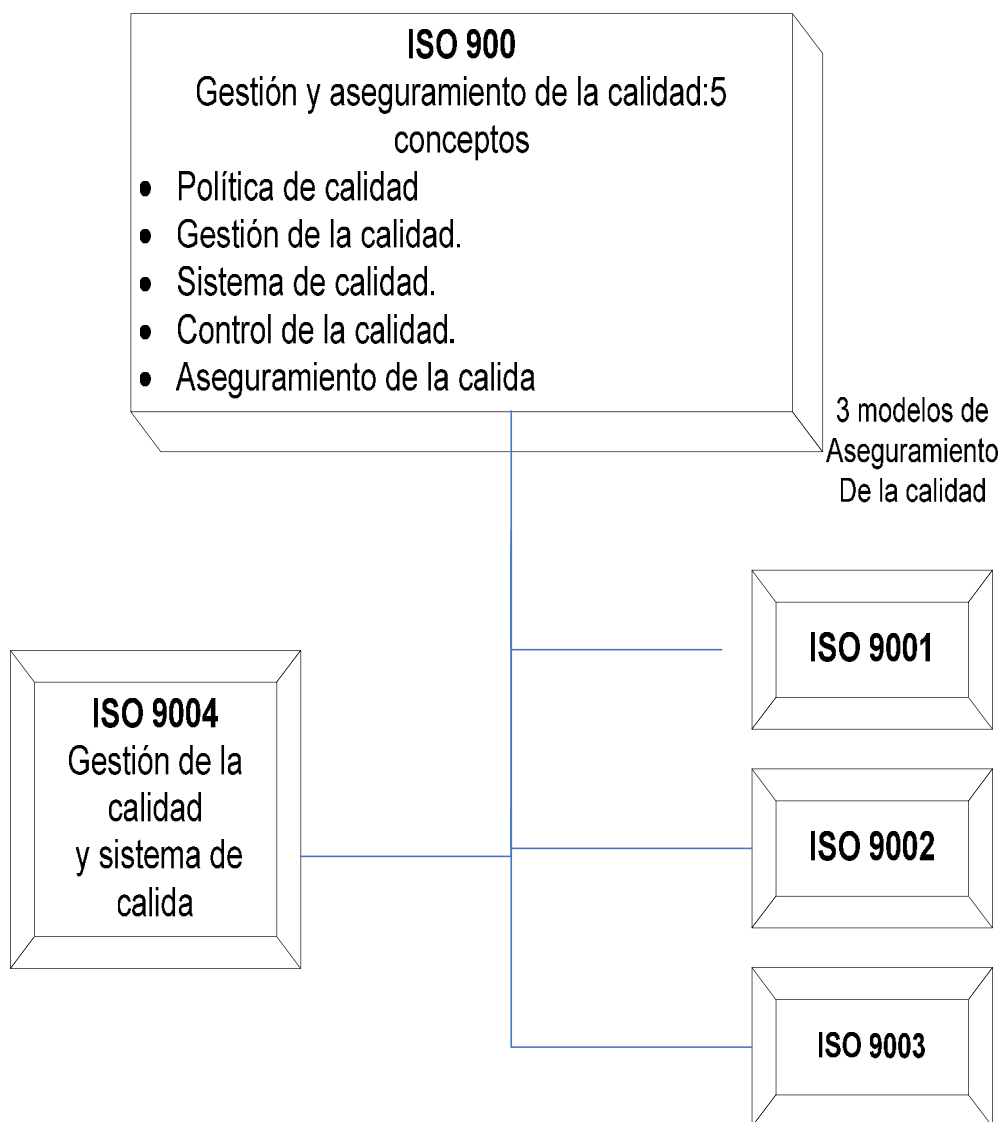 ISO 900
Gestión y aseguramiento de la calidad:5
conceptos
• Política de calidad
• Gestión de la calidad.
• Sistema de calidad.
• Control de la calidad.
• Aseguramiento de la calida
3 modelos de
Aseguramiento
De la calidad
ISO 9001
ISO 9004
Gestión de la
calidad
y sistema de
calida
ISO 9002
ISO 9003